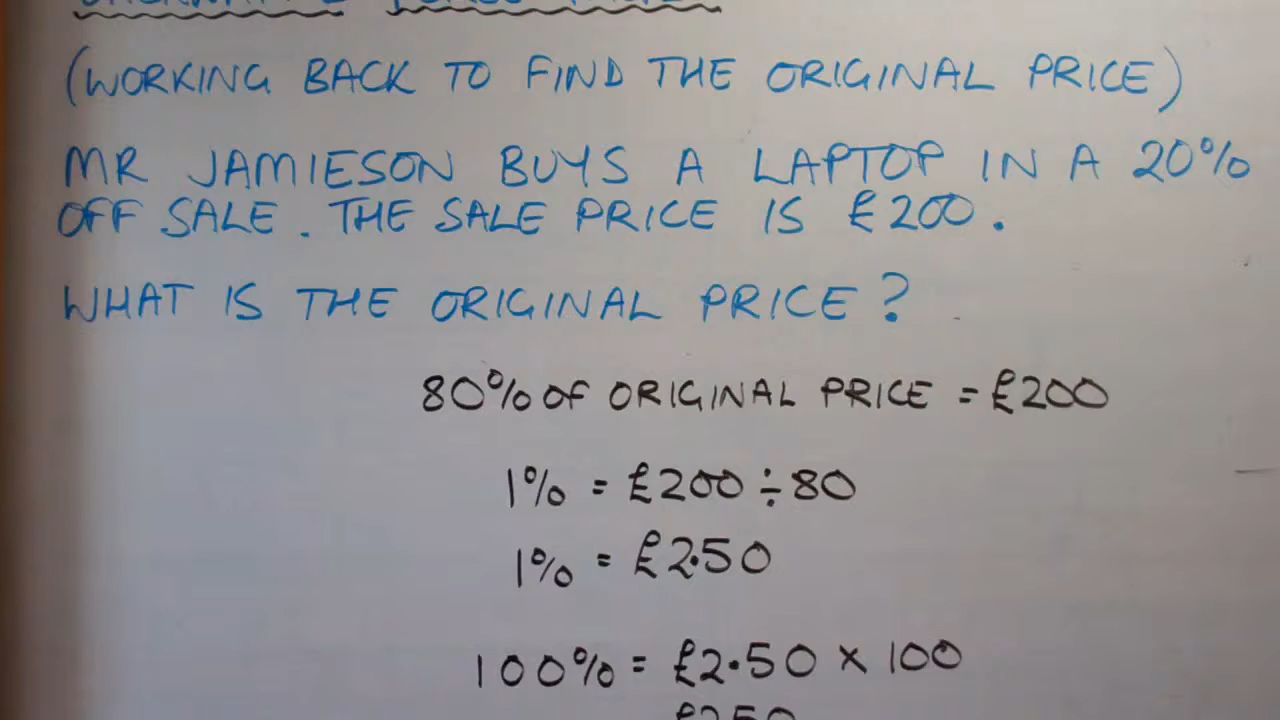 (WORKING BACK TO FIND THE ORIGINAL PRICE)
MR JAMIESON BUYS A LAPTOP IN A 20%
OFF SALE. THE SALE PRICE IS £200.
WHAT IS THE ORIGINAL PRICE?
80% OF ORIGINAL PRICE = £200
1% = £200 ÷ 80
1% = £2.50
100% = £2.50 × 100
£250